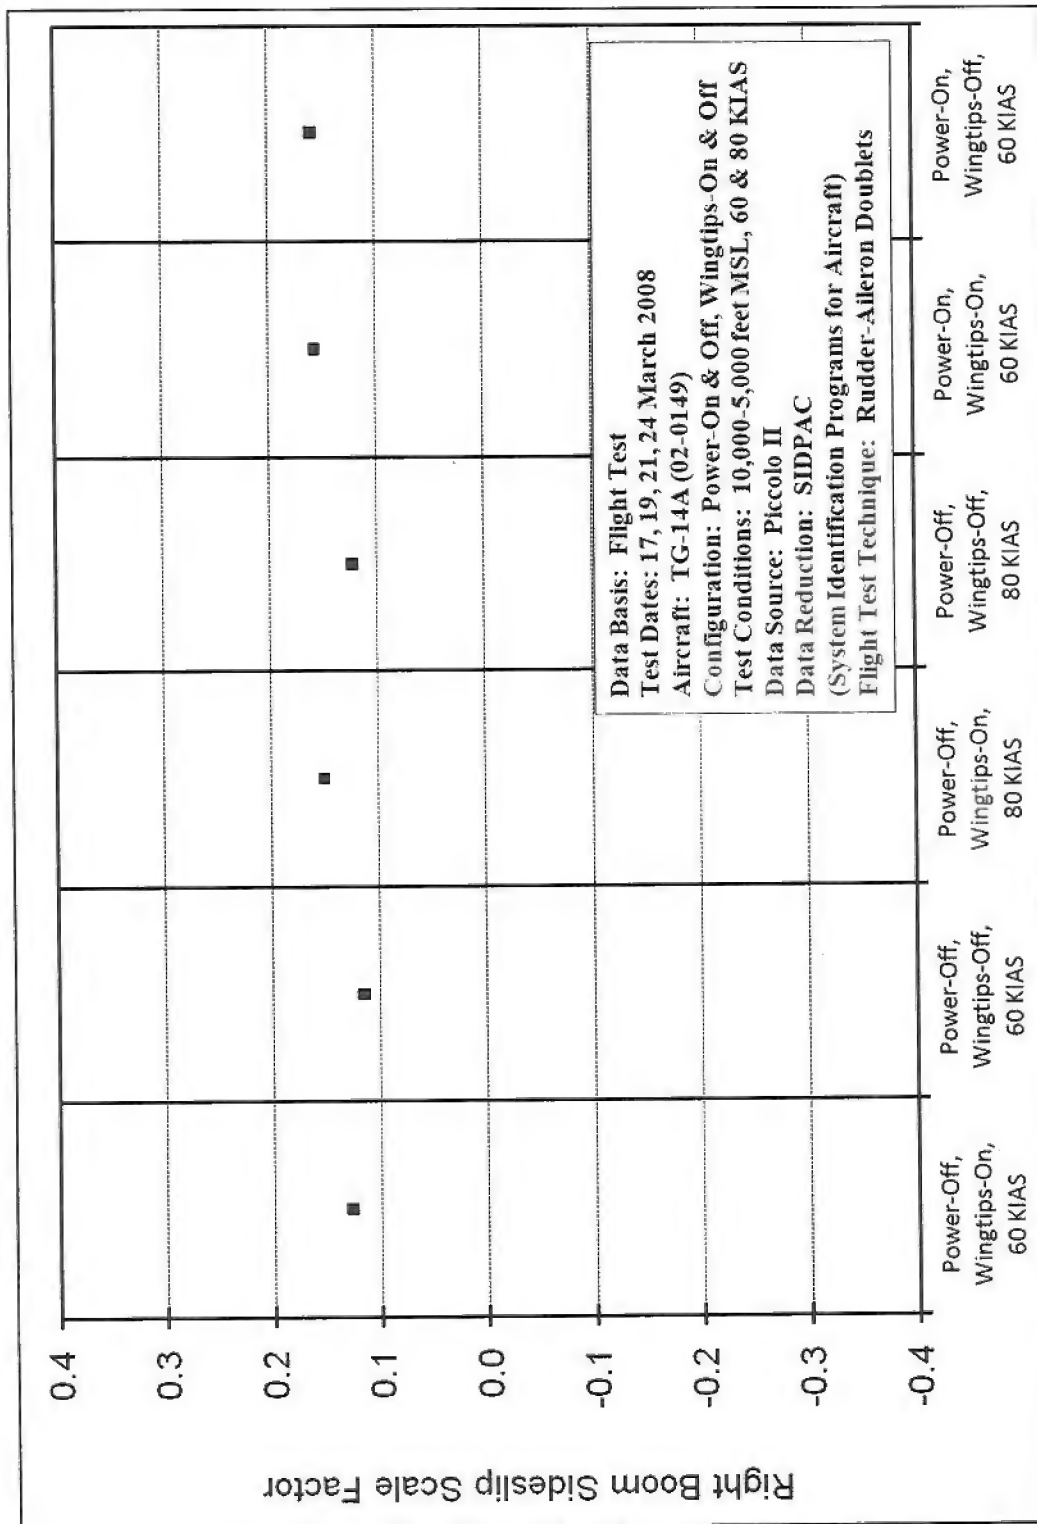 Right Boom Sideslip Scale Factor
0.4
0.3
0.2
0.1
0.0
-0.1
-0.2
-0.3
-0.4
Data Basis: Flight Test
Test Dates: 17, 19, 21, 24 March 2008
Aircraft: TG-14A (02-0149)
Configuration: Power-On & Off, Wingtips-On & Off
Test Conditions: 10,000-5,000 feet MSL, 60 & 80 KIAS
Data Source: Piccolo II
Data Reduction: SIDPAC
(System Identification Programs for Aircraft)
Flight Test Technique: Rudder-Aileron Doublets
Power-Off,
Wingtips-On,
60 KIAS
Power-Off,
Wingtips-Off,
60 KIAS
Power-Off,
Wingtips-On,
80 KIAS
Power-Off,
Wingtips-Off,
80 KIAS
Power-On,
Wingtips-On,
60 KIAS
Power-On,
Wingtips-Off,
60 KIAS